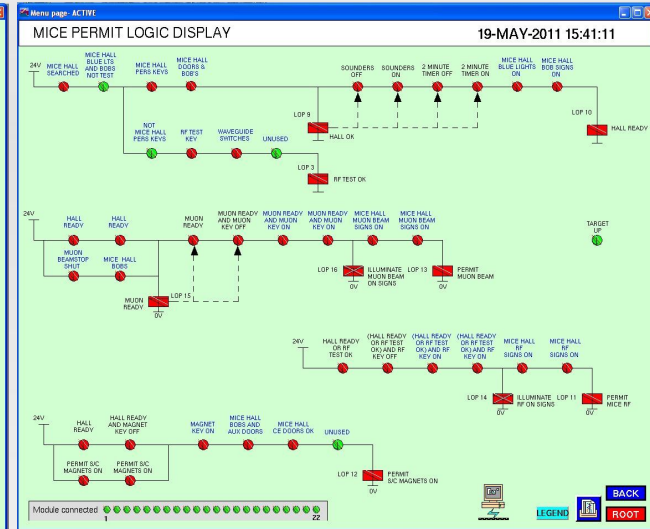 Menu page- ACTIVE
MICE PERMIT LOGIC DISPLAY
19-MAY-2011 15:41:11
24V
MICE HALL
SEARCHED
MICE HALL
BLUE LTS
AND BOBS
NOT TEST
MICE HALL
PERS KEYS
MICE HALL
DOORS &
BOB'S
SOUNDERS
OFF
SOUNDERS
ON
2 MINUTE
TIMER OFF
2 MINUTE
TIMER ON
MICE HALL
BLUE LIGHTS
ON
MICE HALL
BOB SIGNS
ON
LOP 9
HALL OK
0V
LOP 10
HALL READY
0V
NOT
MICE HALL
PERS KEYS
RF TEST
KEY
WAVEGUIDE
SWITCHES
UNUSED
LOP 3
RF TEST OK
0V
24V
HALL
READY
HALL
READY
MUON
READY
MUON READY
AND MUON
KEY OFF
MUON READY
AND MUON
KEY ON
MUON READY
AND MUON
KEY ON
MICE HALL
MUON BEAM
SIGNS ON
MICE HALL
MUON BEAM
SIGNS ON
TARGET
UP
MUON
BEAMSTOP
SHUT
MICE HALL
BOBS
LOP 15
MUON
READY
0V
LOP 16
ILLUMINATE
MUON BEAM
ON SIGNS
0V
LOP 13
PERMIT
MUON BEAM
0V
24V
HALL READY
OR RF
TEST OK
(HALL READY
OR RF TEST
OK) AND RF
KEY OFF
(HALL READY
OR RF TEST
OK) AND RF
KEY ON
(HALL READY
OR RF TEST
OK) AND RF
KEY ON
MICE HALL
RF
SIGNS ON
MICE HALL
RF
SIGNS ON
LOP 14
ILLUMINATE
RF ON SIGNS
0V
LOP 11
PERMIT
MICE RF
0V
24V
HALL
READY
HALL READY
AND MAGNET
KEY OFF
MAGNET
KEY ON
MICE HALL
BOBS AND
AUX DOORS
MICE HALL
CE DOORS OK
UNUSED
PERMIT S/C
MAGNETS ON
PERMIT S/C
MAGNETS ON
LOP 12
PERMIT
S/C MAGNETS ON
0V
Module connected
1
22
LEGEND
BACK
ROOT